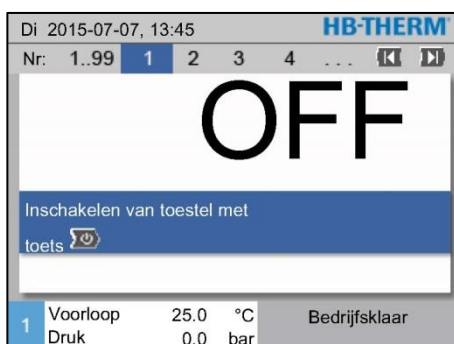 Di 2015-07-07, 13:45 HB-THERM®
Nr: 1..99 1 2 3 4 ...
OFF
Inschakelen van toestel met
toets
1 Voorloop 25.0 °C Bedrijfsklaar
Druk 0.0 bar